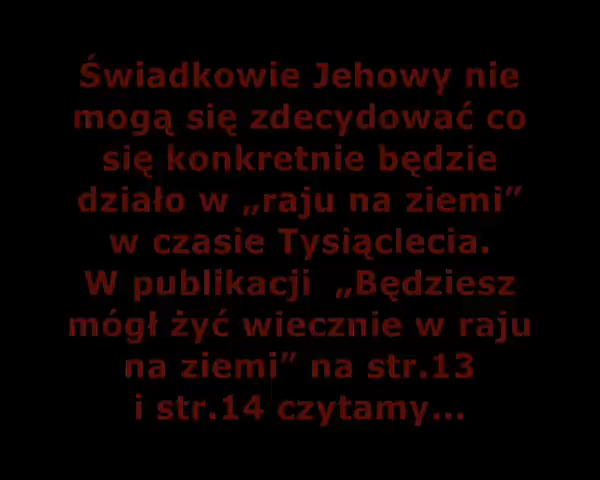 Świadkowie Jehowy nie
mogą się zdecydować co
się konkretnie będzie
działo w „raju na ziemi”
w czasie Tysiąclecia.
W publikacji „Będziesz
mógł żyć wiecznie w raju
na ziemi” na str.13
i str.14 czytamy...